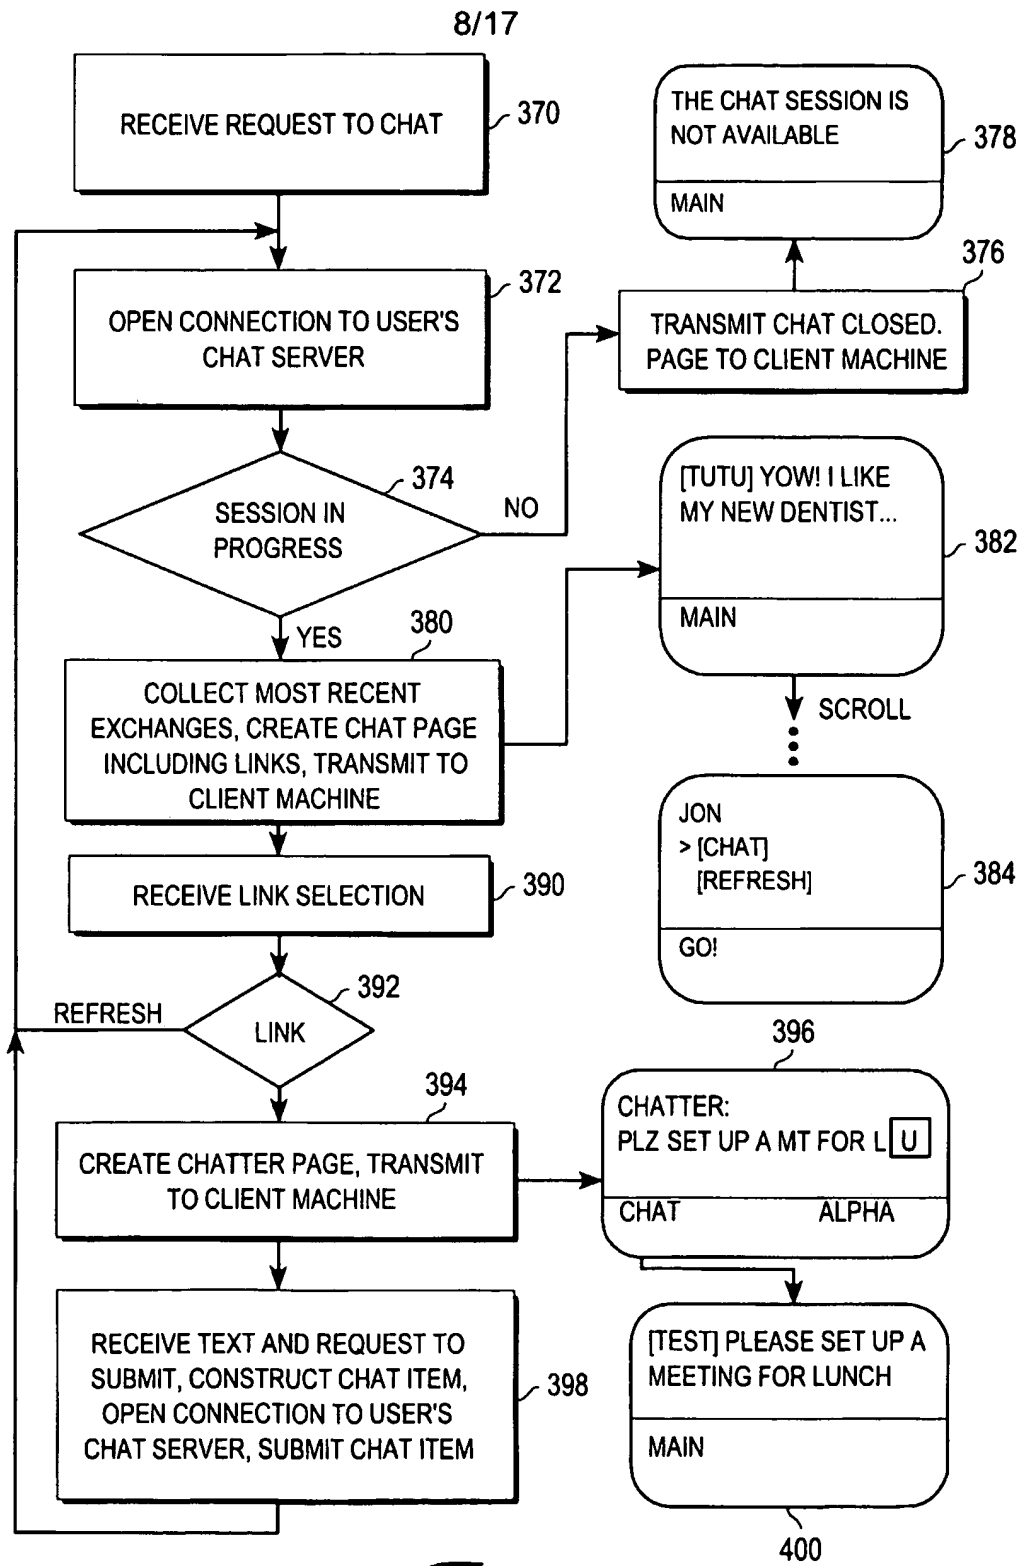 8/17
RECEIVE REQUEST TO CHAT
370
THE CHAT SESSION IS
NOT AVAILABLE
MAIN
378
OPEN CONNECTION TO USER'S
CHAT SERVER
372
376
TRANSMIT CHAT CLOSED.
PAGE TO CLIENT MACHINE
SESSION IN
PROGRESS
374
NO
YES
[TUTU] YOW! I LIKE
MY NEW DENTIST...
MAIN
382
SCROLL
380
COLLECT MOST RECENT
EXCHANGES, CREATE CHAT PAGE
INCLUDING LINKS, TRANSMIT TO
CLIENT MACHINE
JON
> [CHAT]
[REFRESH]
GO!
384
RECEIVE LINK SELECTION
390
REFRESH
LINK
392
394
CREATE CHATTER PAGE, TRANSMIT
TO CLIENT MACHINE
396
CHATTER:
PLZ SET UP A MT FOR L U
CHAT ALPHA
RECEIVE TEXT AND REQUEST TO
SUBMIT, CONSTRUCT CHAT ITEM,
OPEN CONNECTION TO USER'S
CHAT SERVER, SUBMIT CHAT ITEM
398
[TEST] PLEASE SET UP A
MEETING FOR LUNCH
MAIN
400